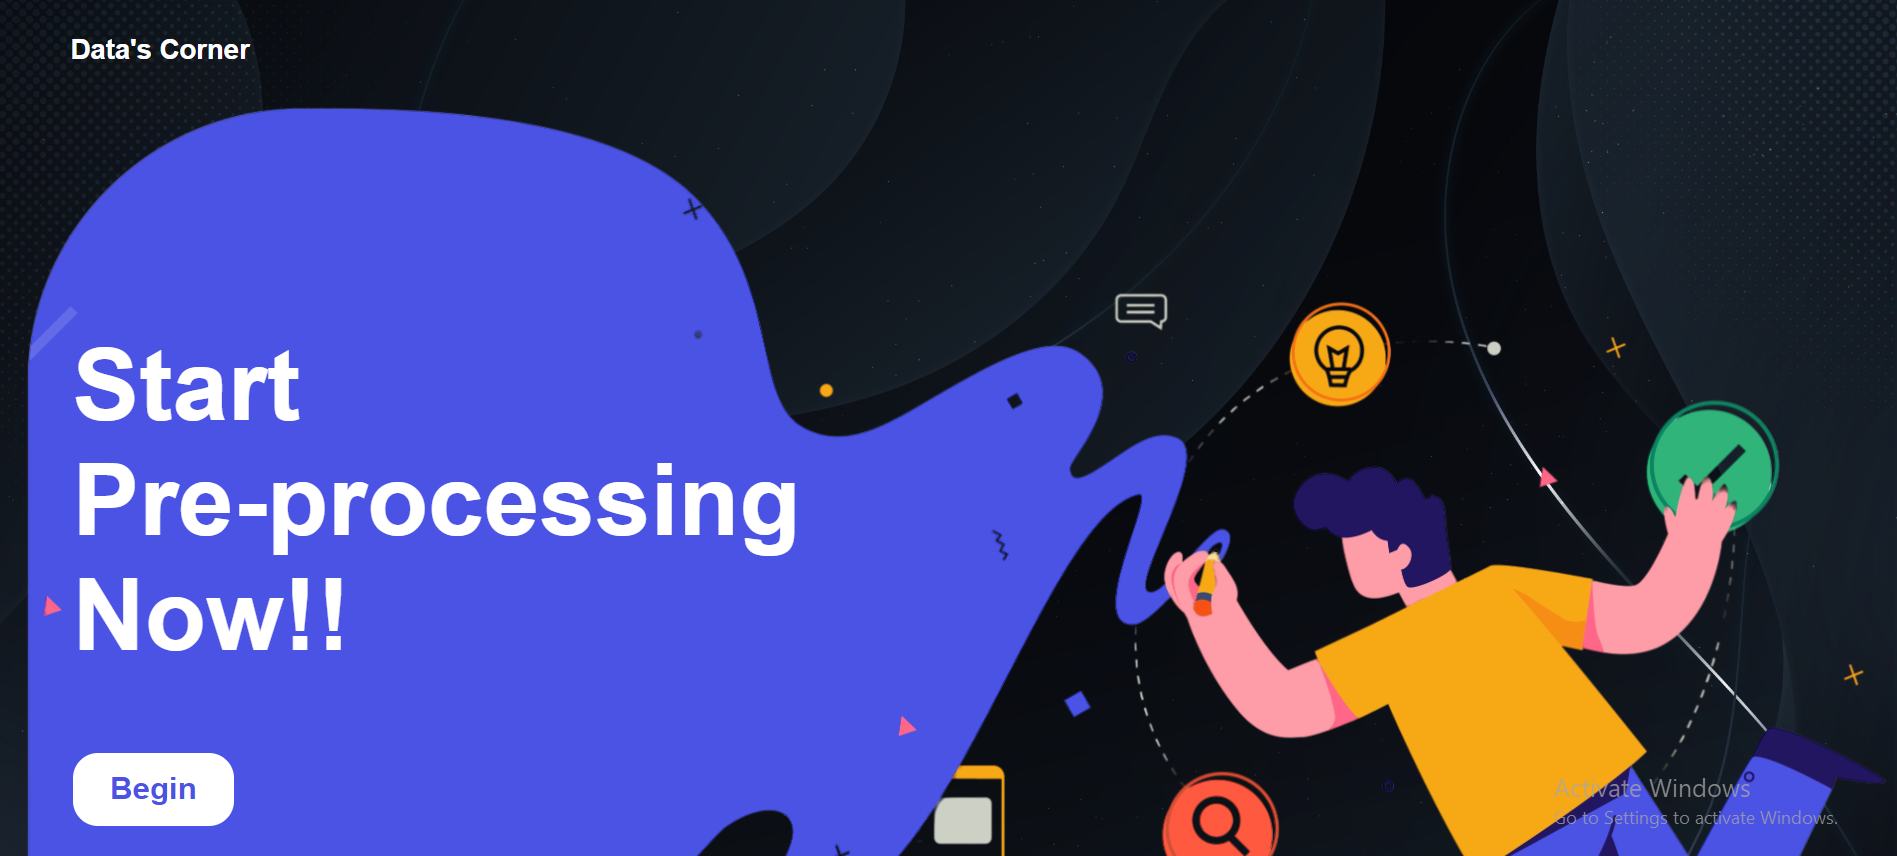 Data's Corner
Start
Pre-processing
Now!!
Begin
Activate Windows
Go to Settings to activate Windows.